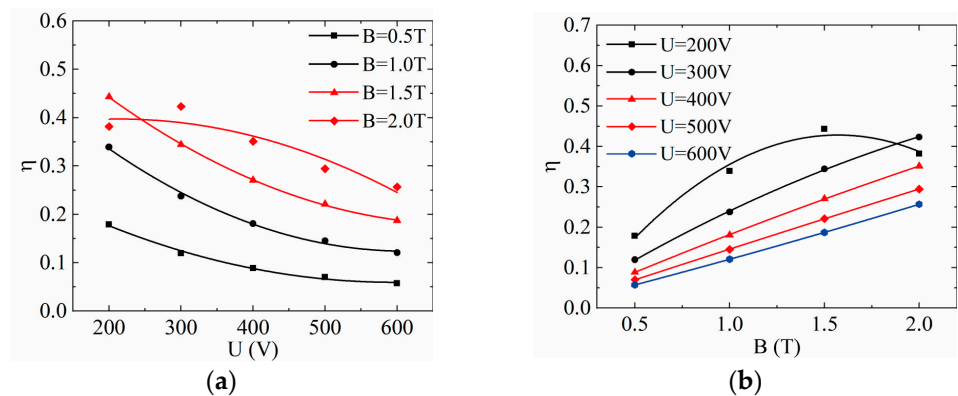 0.6
0.5
0.4
0.3
0.2
0.1
0.0
η
B=0.5T
B=1.0T
B=1.5T
B=2.0T
200 300 400 500 600
U (V)
(a)
0.7
0.6
0.5
0.4
0.3
0.2
0.1
0.0
η
U=200V
U=300V
U=400V
U=500V
U=600V
0.5 1.0 1.5 2.0
B (T)
(b)